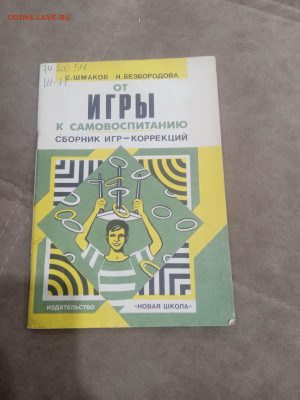 COINS.LAVE.RU
С. ШМАКОВ Н. БЕЗБОРОДОВА
ОТ
ИГРЫ
К САМОВОСПИТАНИЮ
СБОРНИК ИГР—КОРРЕКЦИЙ
ИЗДАТЕЛЬСТВО «НОВАЯ ШКОЛА»